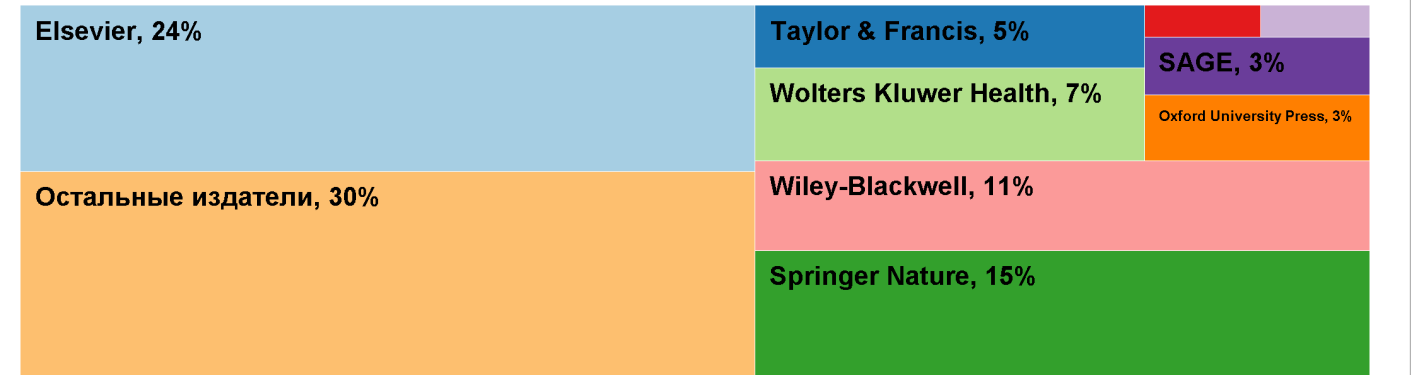 Elsevier, 24%
Остальные издатели, 30%
Taylor & Francis, 5%
Wolters Kluwer Health, 7%
SAGE, 3%
Oxford University Press, 3%
Wiley-Blackwell, 11%
Springer Nature, 15%